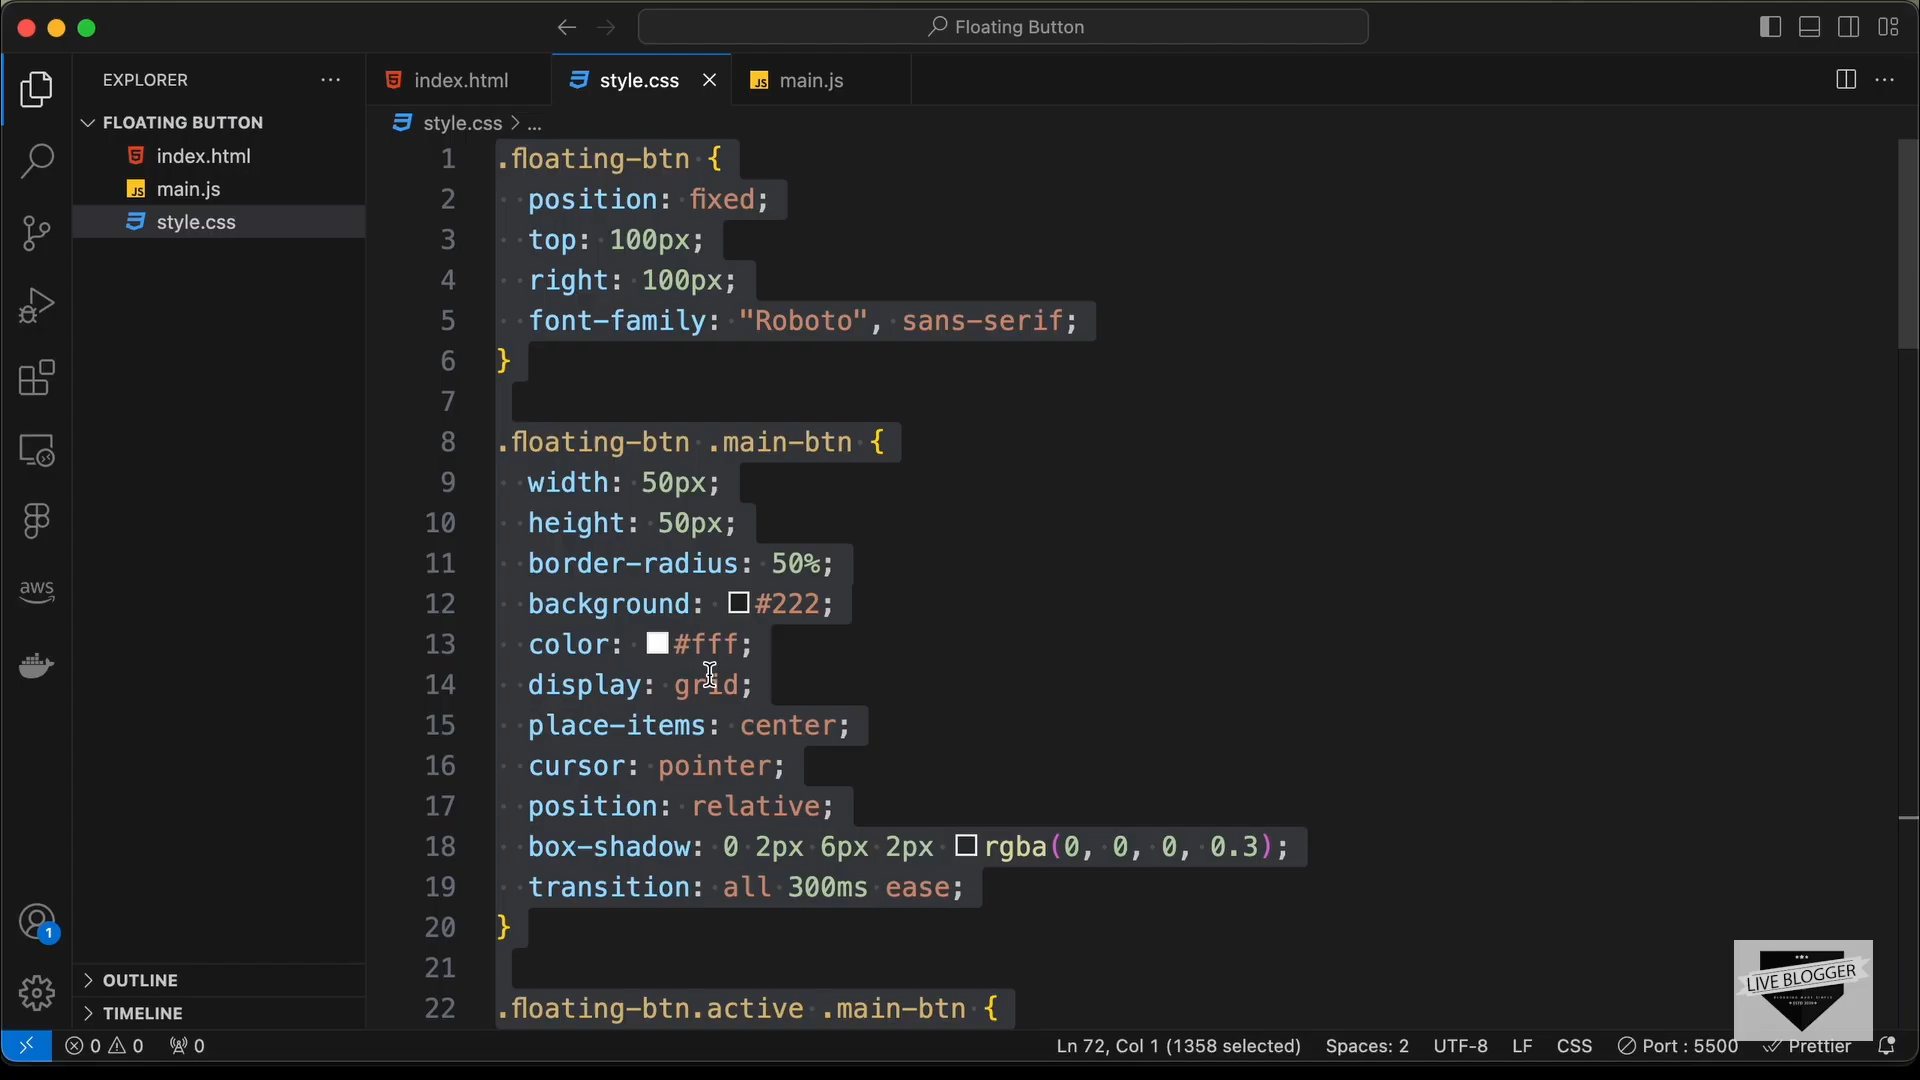 Floating Button
EXPLORER
index.html
style.css
main.js
FLOATING BUTTON
index.html
main.js
style.css
style.css > ...
1 .floating-btn {
2 position: fixed;
3 top: 100px;
4 right: 100px;
5 font-family: "Roboto", sans-serif;
6 }
7
8 .floating-btn .main-btn {
9 width: 50px;
10 height: 50px;
11 border-radius: 50%;
12 background: #222;
13 color: #fff;
14 display: grid;
15 place-items: center;
16 cursor: pointer;
17 position: relative;
18 box-shadow: 0 2px 6px 2px rgba(0, 0, 0, 0.3);
19 transition: all 300ms ease;
20 }
21
22 .floating-btn.active .main-btn {
aws
1
OUTLINE
TIMELINE
LIVE BLOGGER
0 0 0
Ln 72, Col 1 (1358 selected)
Spaces: 2
UTF-8
LF
CSS
Port : 5500
Prettier